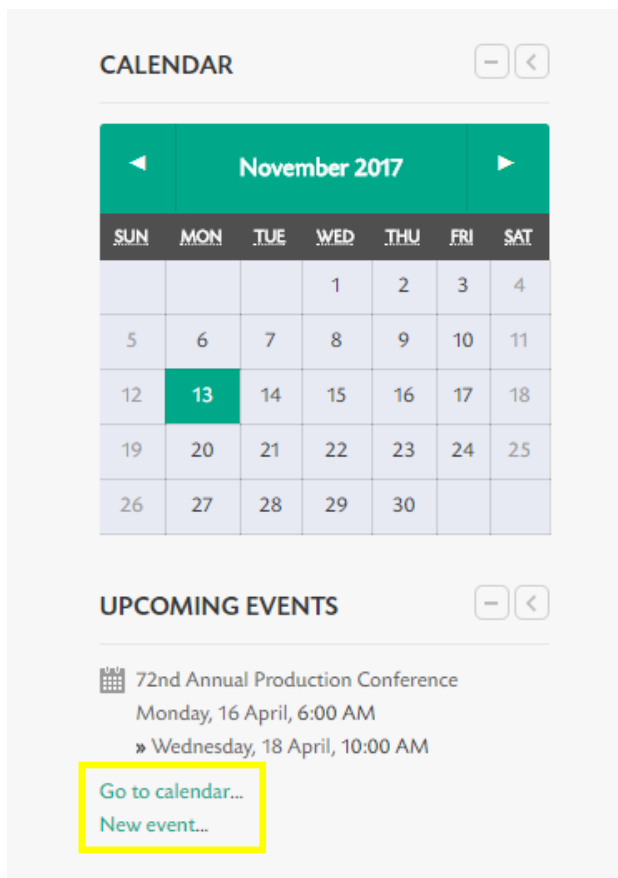 CALENDAR
November 2017
SUN MON TUE WED THU FRI SAT
1 2 3 4
5 6 7 8 9 10 11
12 13 14 15 16 17 18
19 20 21 22 23 24 25
26 27 28 29 30
UPCOMING EVENTS
72nd Annual Production Conference
Monday, 16 April, 6:00 AM
» Wednesday, 18 April, 10:00 AM
Go to calendar...
New event...